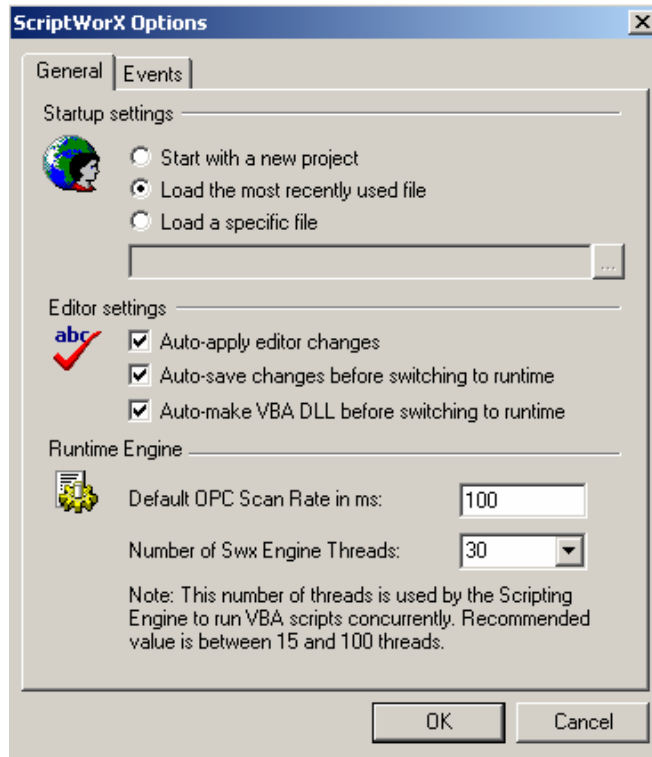 ScriptWorX Options
General
Events
Startup settings
Start with a new project
Load the most recently used file
Load a specific file
...
Editor settings
abc
Auto-apply editor changes
Auto-save changes before switching to runtime
Auto-make VBA DLL before switching to runtime
Runtime Engine
Default OPC Scan Rate in ms: 100
Number of Swx Engine Threads: 30
Note: This number of threads is used by the Scripting
Engine to run VBA scripts concurrently. Recommended
value is between 15 and 100 threads.
OK
Cancel